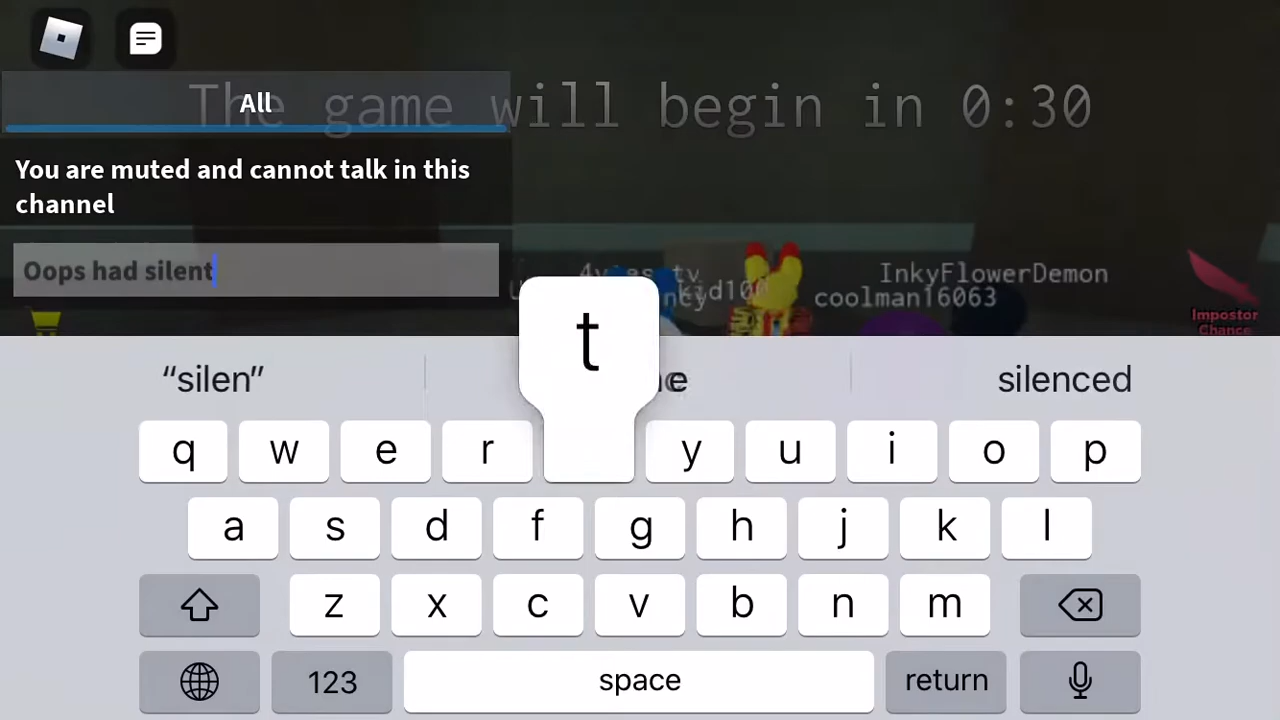 The game will begin in 0:30
All
You are muted and cannot talk in this
channel
Oops had silent
InkyFlowerDemon
coolman16063
Impostor
Chance
“silen” silenced
t
q w e r y u i o p
a s d f g h j k l
z x c v b n m
123 space return